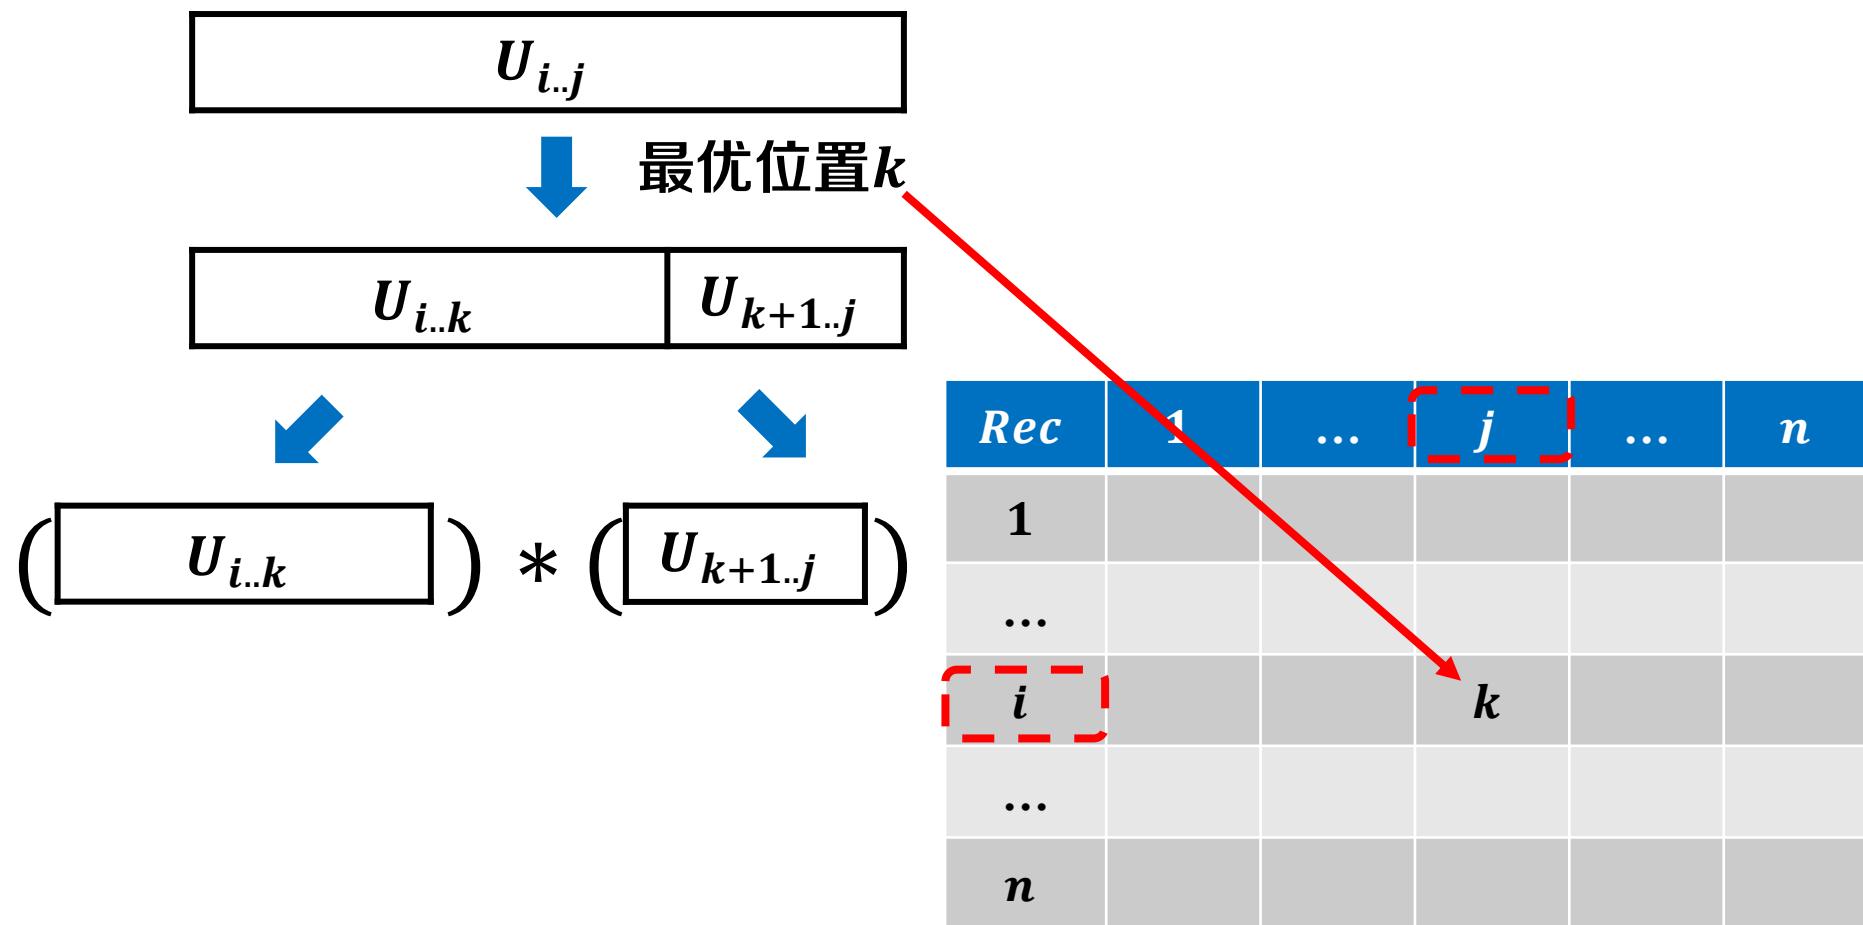 U_{i..j}
最优位置k
U_{i..k} U_{k+1..j}
( U_{i..k} ) * ( U_{k+1..j} )
Rec 1 ... j ... n
1
...
i k
...
n